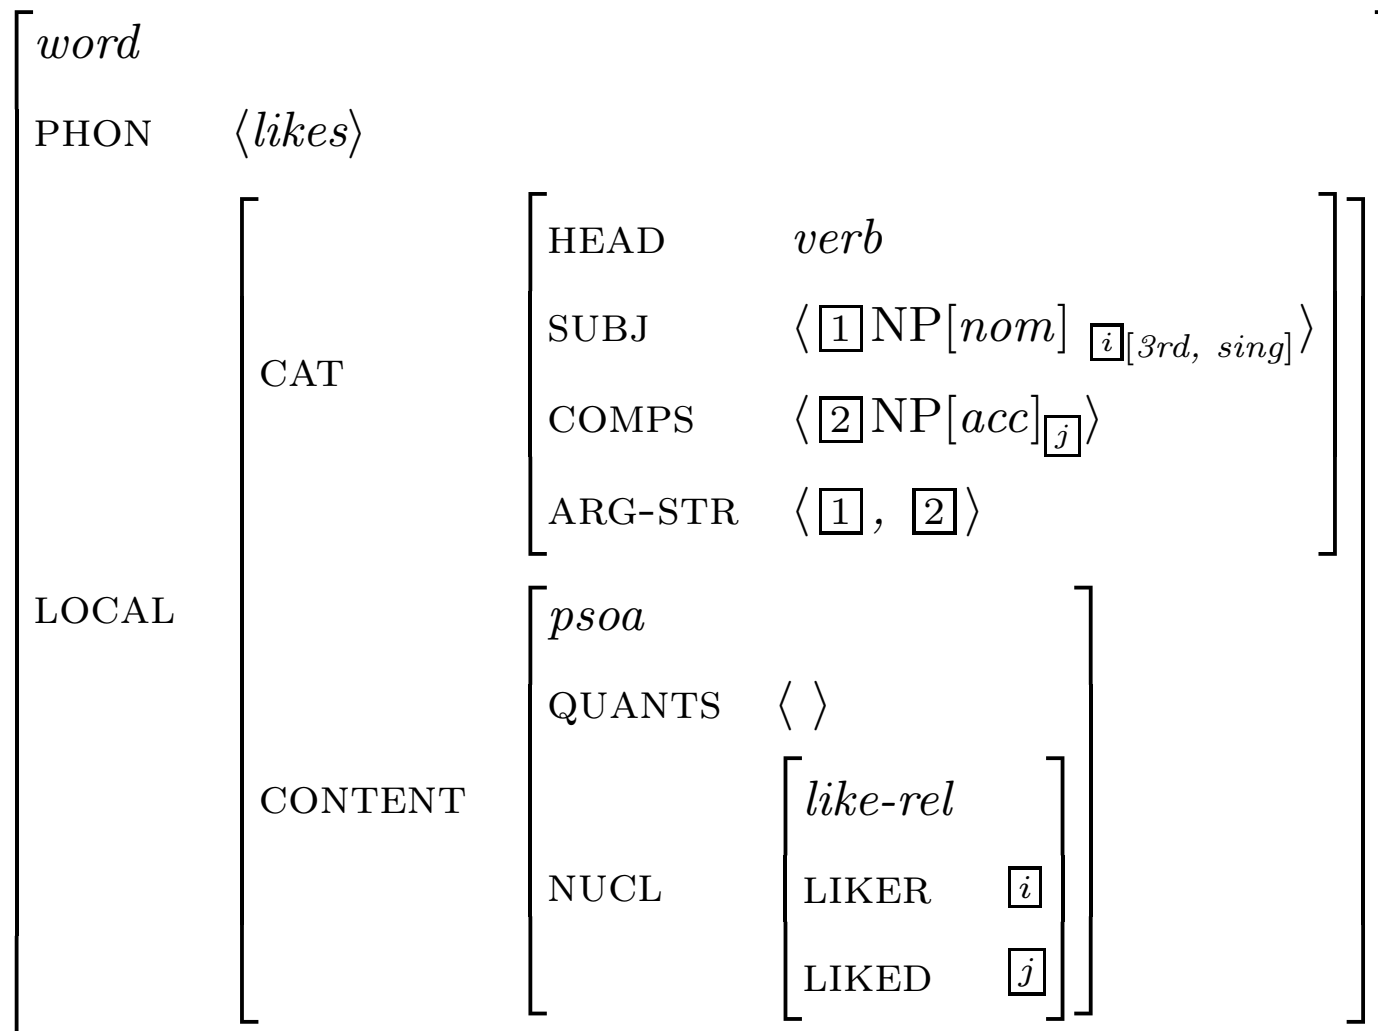 word
PHON ⟨likes⟩
HEAD verb
SUBJ ⟨ 1 NP[nom] i[3rd, sing]⟩
CAT
COMPS ⟨ 2 NP[acc]j⟩
ARG-STR ⟨ 1 , 2 ⟩
LOCAL
psoa
QUANTS ⟨ ⟩
CONTENT
like-rel
NUCL
LIKER i
LIKED j